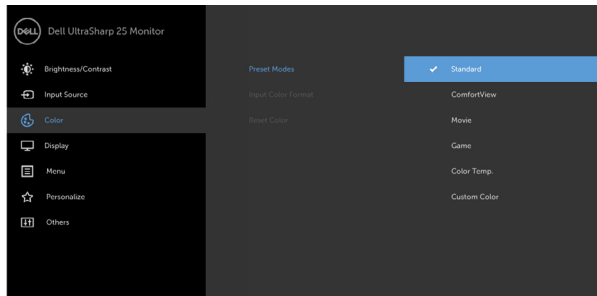 DELL Dell UltraSharp 25 Monitor
Brightness/Contrast Preset Modes Standard
Input Source Input Color Format ComfortView
Color Reset Color Movie
Display Game
Menu Color Temp.
Personalize Custom Color
Others